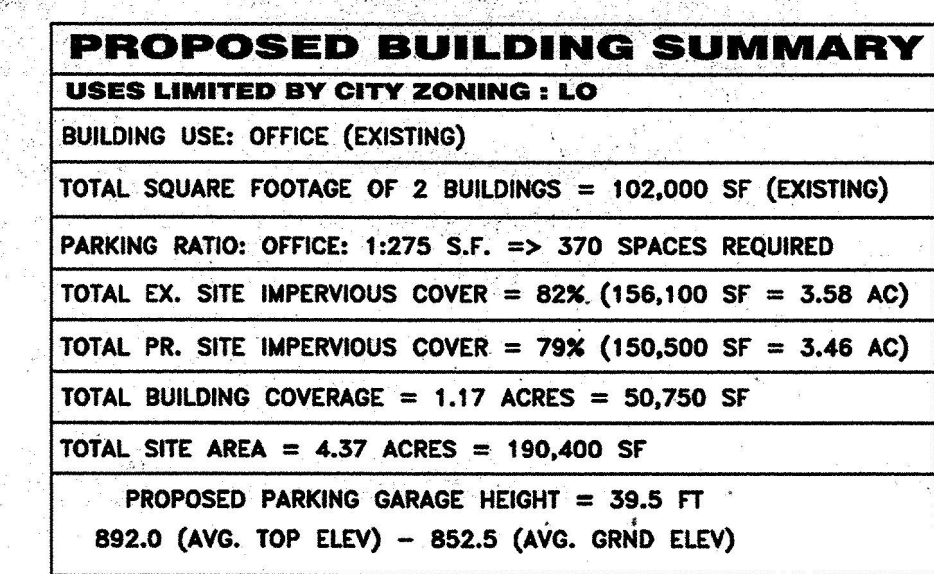 PROPOSED BUILDING SUMMARY
USES LIMITED BY CITY ZONING : LO
BUILDING USE: OFFICE (EXISTING)
TOTAL SQUARE FOOTAGE OF 2 BUILDINGS = 102,000 SF (EXISTING)
PARKING RATIO: OFFICE: 1:275 S.F. => 370 SPACES REQUIRED
TOTAL EX. SITE IMPERVIOUS COVER = 82% (156,100 SF = 3.58 AC)
TOTAL PR. SITE IMPERVIOUS COVER = 79% (150,500 SF = 3.46 AC)
TOTAL BUILDING COVERAGE = 1.17 ACRES = 50,750 SF
TOTAL SITE AREA = 4.37 ACRES = 190,400 SF
PROPOSED PARKING GARAGE HEIGHT = 39.5 FT
892.0 (AVG. TOP ELEV) – 852.5 (AVG. GRND ELEV)